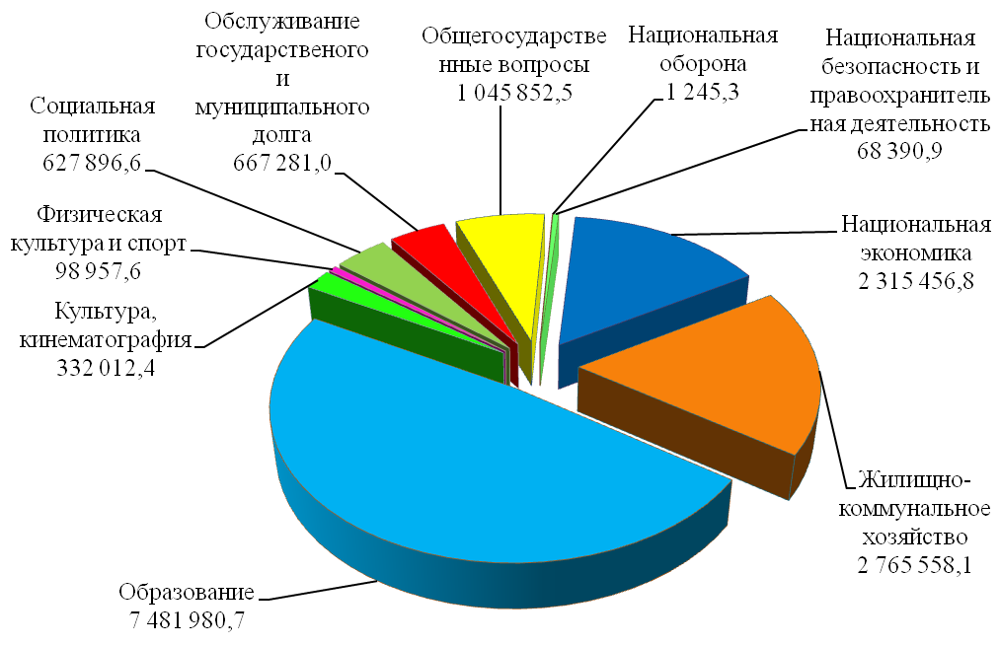 Обслуживание
государственого
и
муниципального
долга
667 281,0
Общегосударстве
нные вопросы
1 045 852,5
Национальная
оборона
1 245,3
Национальная
безопасность и
правоохранитель
ная деятельность
68 390,9
Социальная
политика
627 896,6
Физическая
культура и спорт
98 957,6
Культура,
кинематография
332 012,4
Национальная
экономика
2 315 456,8
Жилищно-
коммунальное
хозяйство
2 765 558,1
Образование
7 481 980,7